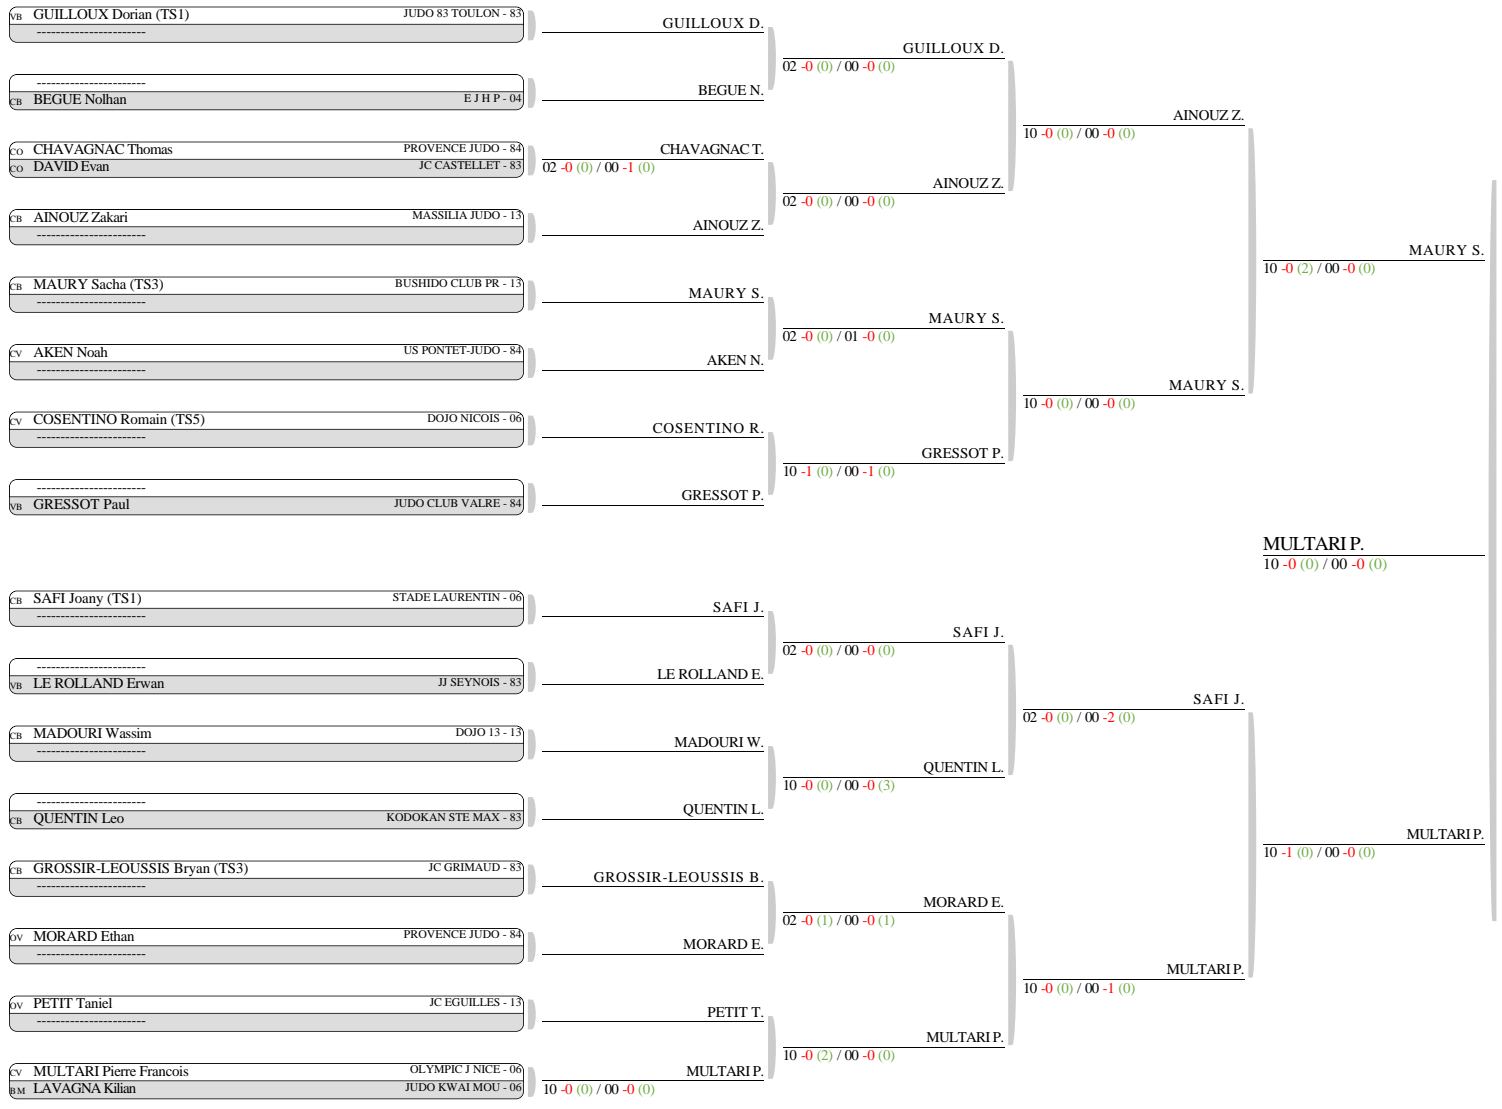 VB GUILLOUX Dorian (TS1) JUDO 83 TOULON - 83
-----------------------
-----------------------
CB BEGUE Nolhan E J H P - 04
CO CHAVAGNAC Thomas PROVENCE JUDO - 84
CO DAVID Evan JC CASTELLET - 83
CB AINOUZ Zakari MASSILIA JUDO - 13
-----------------------
CB MAURY Sacha (TS3) BUSHIDO CLUB PR - 13
-----------------------
CV AKEN Noah US PONTET-JUDO - 84
-----------------------
CV COSENTINO Romain (TS5) DOJO NICOIS - 06
-----------------------
-----------------------
VB GRESSOT Paul JUDO CLUB VALRE - 84
CB SAFI Joany (TS1) STADE LAURENTIN - 06
-----------------------
-----------------------
VB LE ROLLAND Erwan JJ SEYNOIS - 83
CB MADOURI Wassim DOJO 13 - 13
-----------------------
-----------------------
CB QUENTIN Leo KODOKAN STE MAX - 83
CB GROSSIR-LEOUSSIS Bryan (TS3) JC GRIMAUD - 83
-----------------------
OV MORARD Ethan PROVENCE JUDO - 84
-----------------------
OV PETIT Taniel JC EGUILLES - 13
-----------------------
CV MULTARI Pierre Francois OLYMPIC J NICE - 06
BM LAVAGNA Kilian JUDO KWAI MOU - 06
GUILLOUX D.
BEGUE N.
CHAVAGNAC T.
02 -0 (0) / 00 -1 (0)
AINOUZ Z.
MAURY S.
AKEN N.
COSENTINO R.
GRESSOT P.
SAFI J.
LE ROLLAND E.
MADOURI W.
QUENTIN L.
GROSSIR-LEOUSSIS B.
MORARD E.
PETIT T.
MULTARI P.
10 -0 (0) / 00 -0 (0)
GUILLOUX D.
02 -0 (0) / 00 -0 (0)
AINOUZ Z.
02 -0 (0) / 00 -0 (0)
MAURY S.
02 -0 (0) / 01 -0 (0)
GRESSOT P.
10 -1 (0) / 00 -1 (0)
SAFI J.
02 -0 (0) / 00 -0 (0)
QUENTIN L.
10 -0 (0) / 00 -0 (3)
MORARD E.
02 -0 (1) / 00 -0 (1)
MULTARI P.
10 -0 (2) / 00 -0 (0)
AINOUZ Z.
10 -0 (0) / 00 -0 (0)
MAURY S.
10 -0 (0) / 00 -0 (0)
SAFI J.
02 -0 (0) / 00 -2 (0)
MULTARI P.
10 -0 (0) / 00 -1 (0)
MAURY S.
10 -0 (2) / 00 -0 (0)
MULTARI P.
10 -0 (0) / 00 -0 (0)
MULTARI P.
10 -1 (0) / 00 -0 (0)